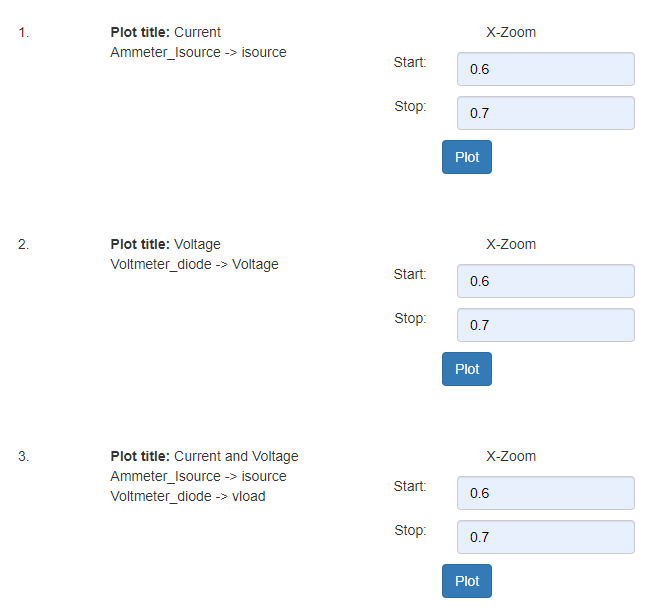 1.
Plot title: Current
X-Zoom
Ammeter_Isource -> isource
Start:
0.6
Stop:
0.7
Plot
2.
Plot title: Voltage
X-Zoom
Voltmeter_diode -> Voltage
Start:
0.6
Stop:
0.7
Plot
3.
Plot title: Current and Voltage
X-Zoom
Ammeter_Isource -> isource
Voltmeter_diode -> vload
Start:
0.6
Stop:
0.7
Plot